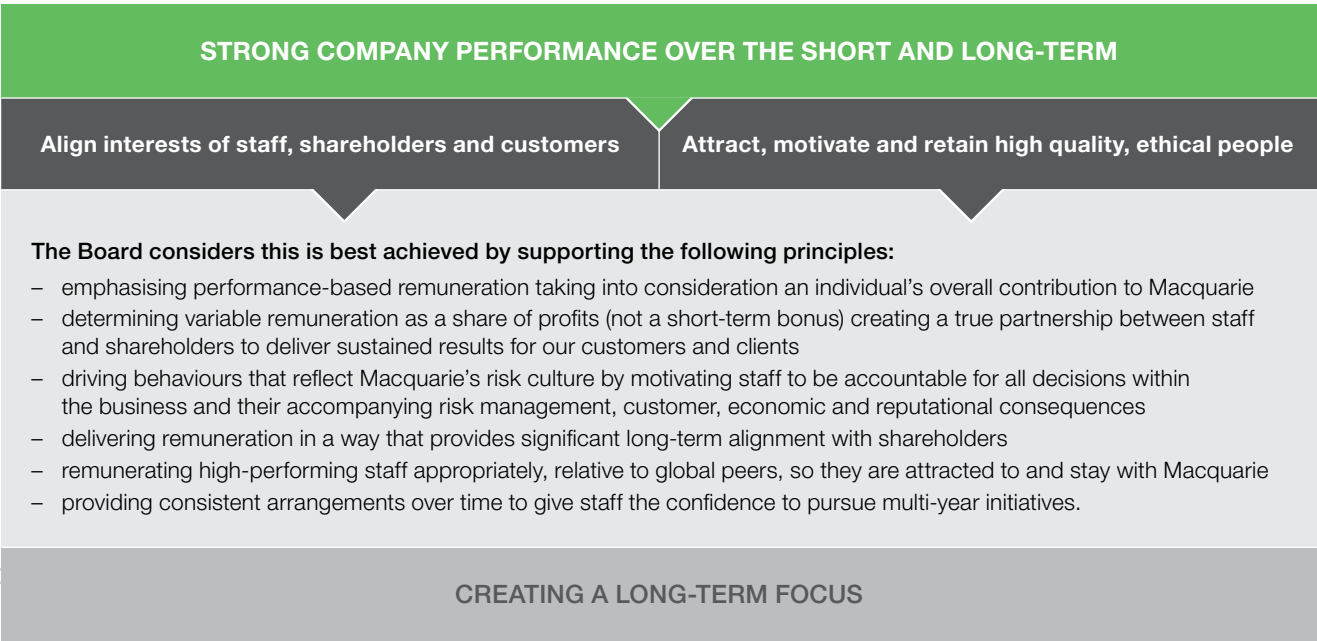 STRONG COMPANY PERFORMANCE OVER THE SHORT AND LONG-TERM
Align interests of staff, shareholders and customers
Attract, motivate and retain high quality, ethical people
The Board considers this is best achieved by supporting the following principles:
– emphasising performance-based remuneration taking into consideration an individual’s overall contribution to Macquarie
– determining variable remuneration as a share of profits (not a short-term bonus) creating a true partnership between staff
and shareholders to deliver sustained results for our customers and clients
– driving behaviours that reflect Macquarie’s risk culture by motivating staff to be accountable for all decisions within
the business and their accompanying risk management, customer, economic and reputational consequences
– delivering remuneration in a way that provides significant long-term alignment with shareholders
– remunerating high-performing staff appropriately, relative to global peers, so they are attracted to and stay with Macquarie
– providing consistent arrangements over time to give staff the confidence to pursue multi-year initiatives.
CREATING A LONG-TERM FOCUS